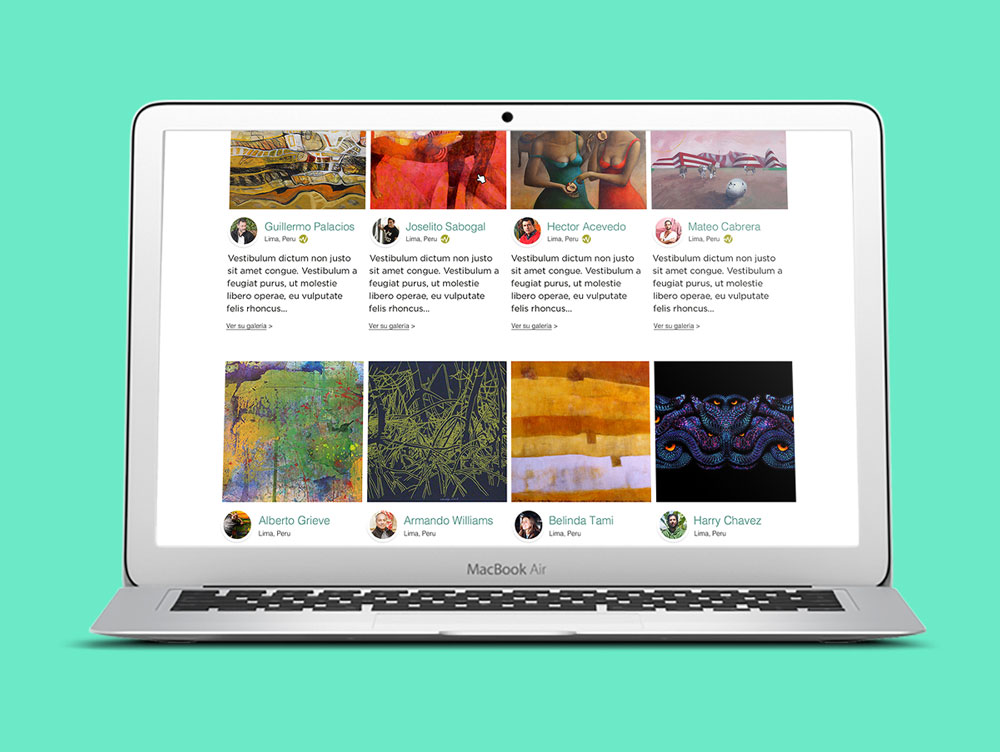 Guillermo Palacios
Lima, Peru
Joselito Sabogal
Lima, Peru
Hector Acevedo
Lima, Peru
Mateo Cabrera
Lima, Peru
Vestibulum dictum non justo
sit amet congue. Vestibulum a
feugiat purus, ut molestie
libero operae, eu vulputate
felis rhoncus...
Ver su galeria >
Vestibulum dictum non justo
sit amet congue. Vestibulum a
feugiat purus, ut molestie
libero operae, eu vulputate
felis rhoncus...
Ver su galeria >
Vestibulum dictum non justo
sit amet congue. Vestibulum a
feugiat purus, ut molestie
libero operae, eu vulputate
felis rhoncus...
Ver su galeria >
Vestibulum dictum non justo
sit amet congue. Vestibulum a
feugiat purus, ut molestie
libero operae, eu vulputate
felis rhoncus...
Ver su galeria >
Alberto Grieve
Lima, Peru
Armando Williams
Lima, Peru
Belinda Tami
Lima, Peru
Harry Chavez
Lima, Peru
MacBook Air